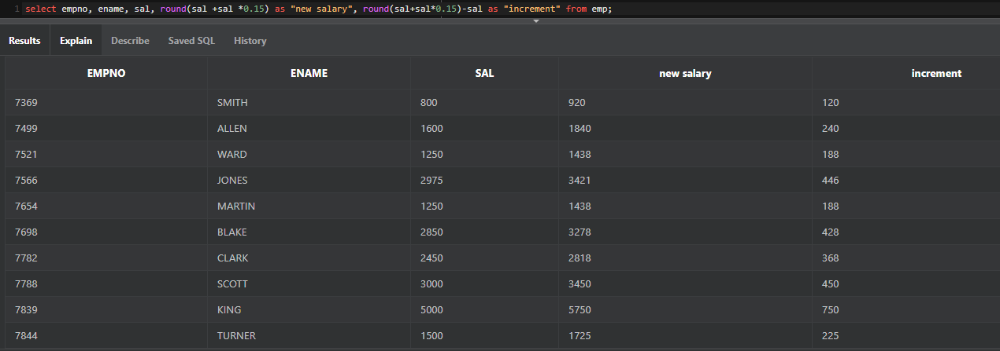 1 select empno, ename, sal, round(sal +sal *0.15) as "new salary", round(sal+sal*0.15)-sal as "increment" from emp;
Results Explain Describe Saved SQL History
EMPNO ENAME SAL new salary increment
7369 SMITH 800 920 120
7499 ALLEN 1600 1840 240
7521 WARD 1250 1438 188
7566 JONES 2975 3421 446
7654 MARTIN 1250 1438 188
7698 BLAKE 2850 3278 428
7782 CLARK 2450 2818 368
7788 SCOTT 3000 3450 450
7839 KING 5000 5750 750
7844 TURNER 1500 1725 225